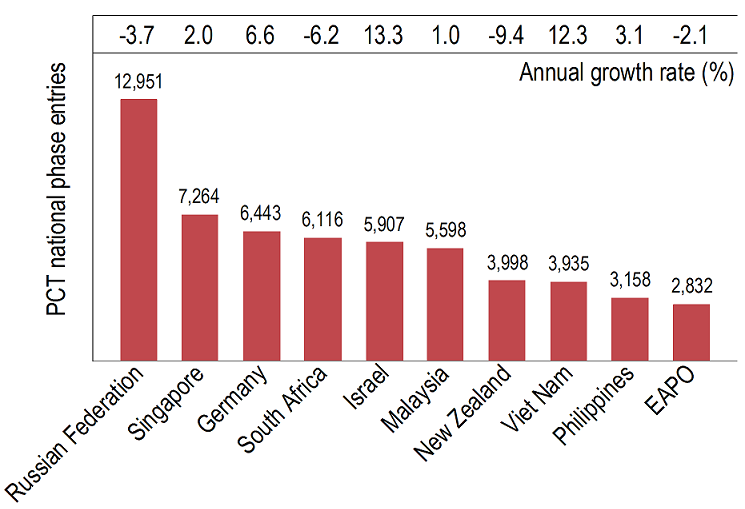 -3.7 2.0 6.6 -6.2 13.3 1.0 -9.4 12.3 3.1 -2.1
Annual growth rate (%)
PCT national phase entries
12,951
7,264
6,443
6,116
5,907
5,598
3,998
3,935
3,158
2,832
Russian Federation
Singapore
Germany
South Africa
Israel
Malaysia
New Zealand
Viet Nam
Philippines
EAPO